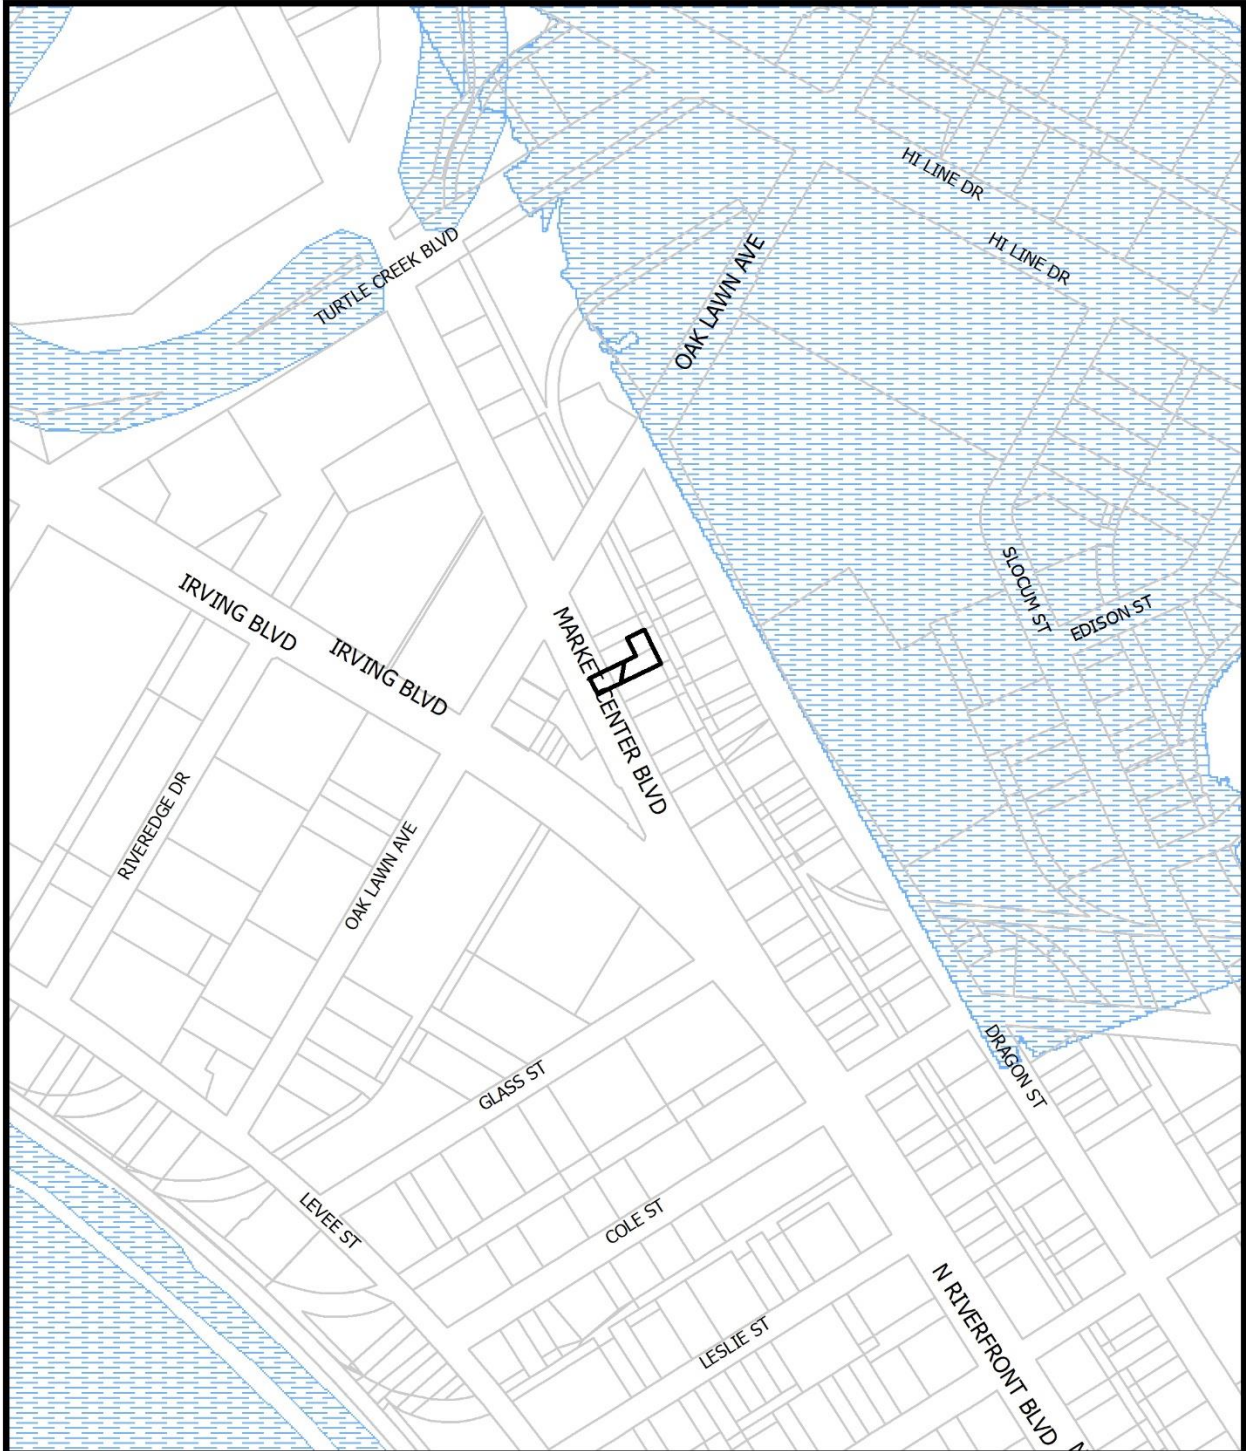 HI LINE DR
HI LINE DR
TURTLE CREEK BLVD
OAK LAWN AVE
SLOCUM ST
EDISON ST
IRVING BLVD
IRVING BLVD
MARKET CENTER BLVD
RIVEREDGE DR
OAK LAWN AVE
DRAGON ST
GLASS ST
LEVEE ST
COLE ST
LESLIE ST
N RIVERFRONT BLVD